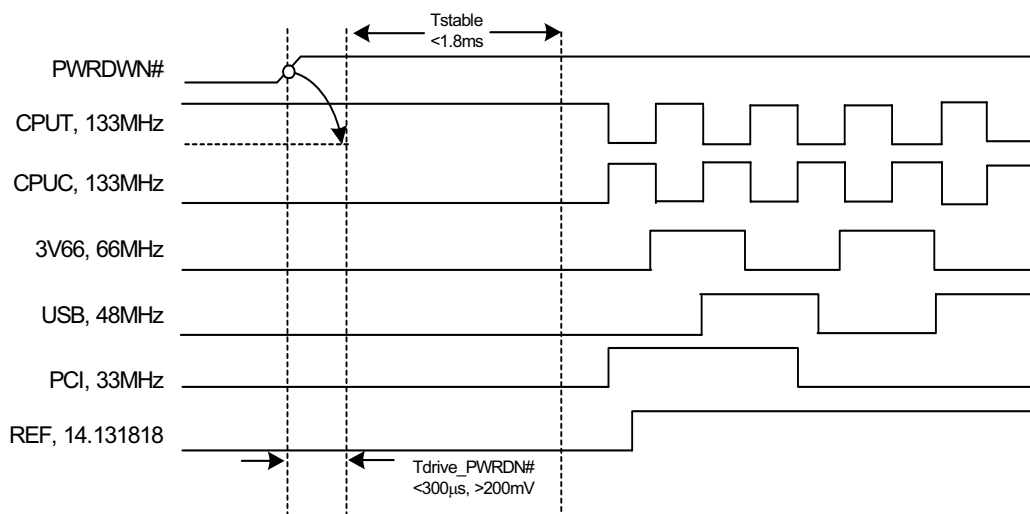 Tstable
<1.8ms
PWRDWN#
CPUT, 133MHz
CPUC, 133MHz
3V66, 66MHz
USB, 48MHz
PCI, 33MHz
REF, 14.131818
Tdrive_PWRDN#
<300μs, >200mV